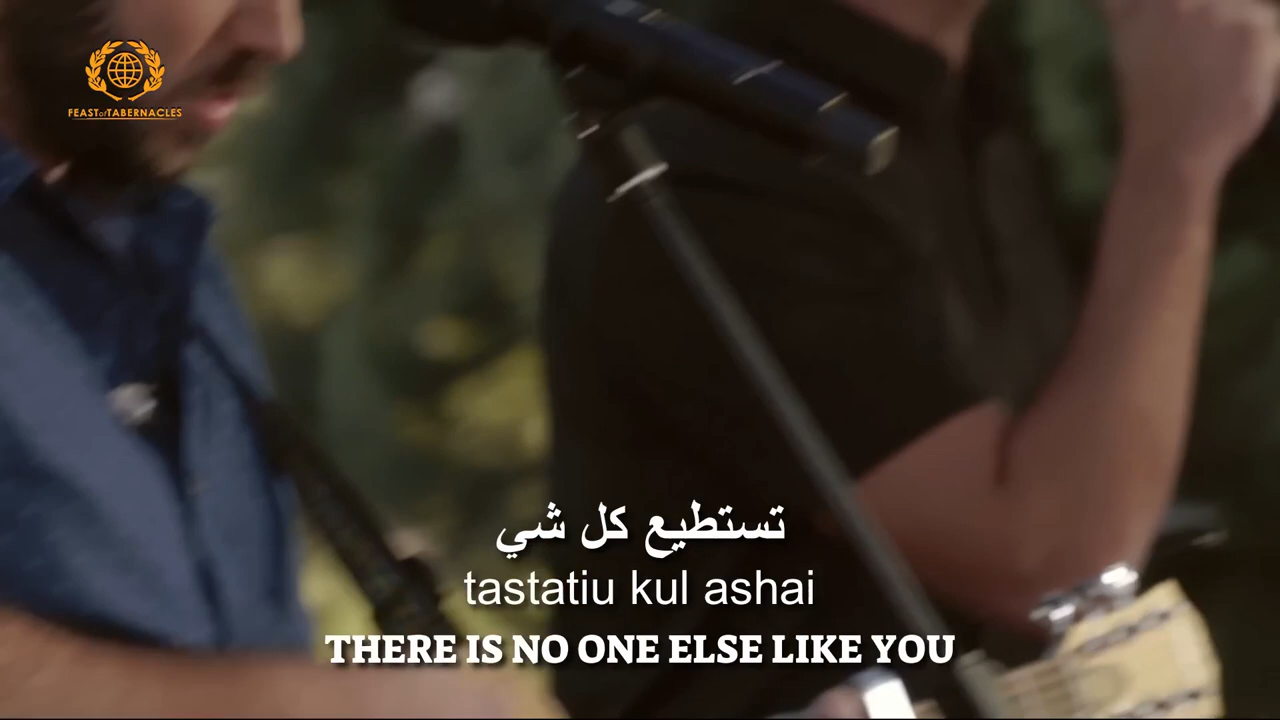 FEAST of TABERNACLES
تستطيع كل شي
tastatiu kul ashai
THERE IS NO ONE ELSE LIKE YOU